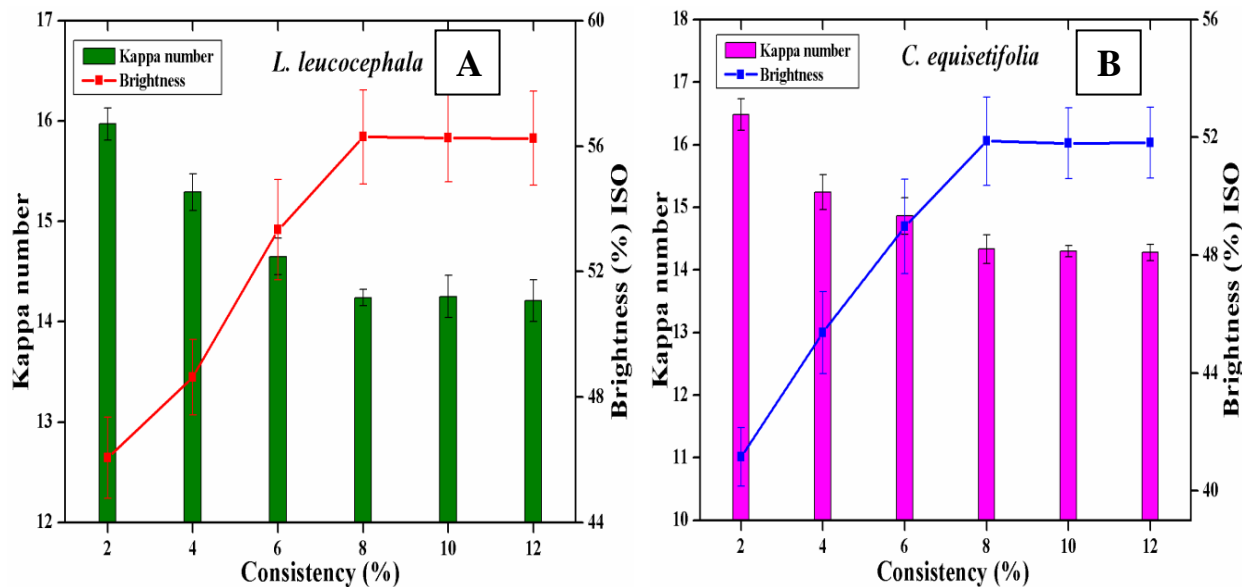 17
16
15
14
13
12
Kappa number
Kappa number
Brightness
L. leucocephala
A
60
56
52
48
44
Brightness (%) ISO
2 4 6 8 10 12
Consistency (%)
18
17
16
15
14
13
12
11
10
Kappa number
Kappa number
Brightness
C. equisetifolia
B
56
52
48
44
40
Brightness (%) ISO
2 4 6 8 10 12
Consistency (%)